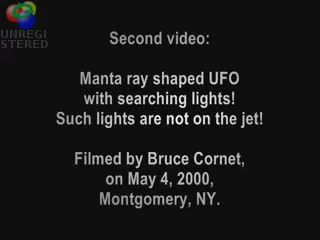 UNREGI
STERED
Second video:
Manta ray shaped UFO
with searching lights!
Such lights are not on the jet!
Filmed by Bruce Cornet,
on May 4, 2000,
Montgomery, NY.